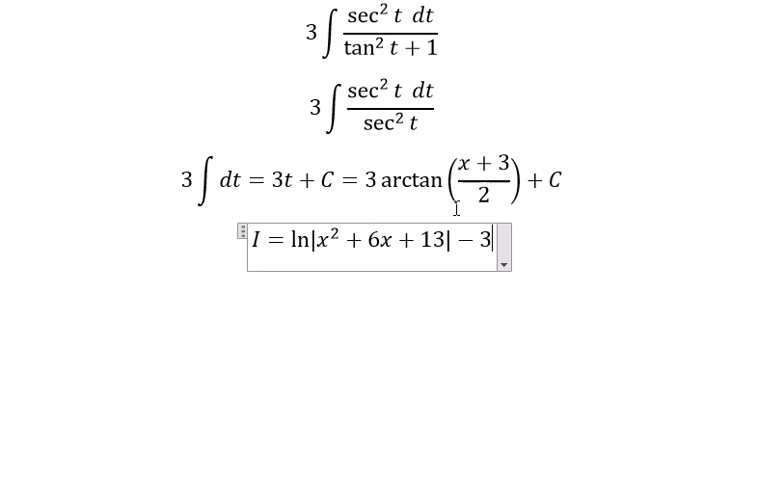 3 ∫ sec² t dt / tan² t + 1
3 ∫ sec² t dt / sec² t
3 ∫ dt = 3t + C = 3 arctan (x + 3 / 2) + C
I = ln|x² + 6x + 13| − 3